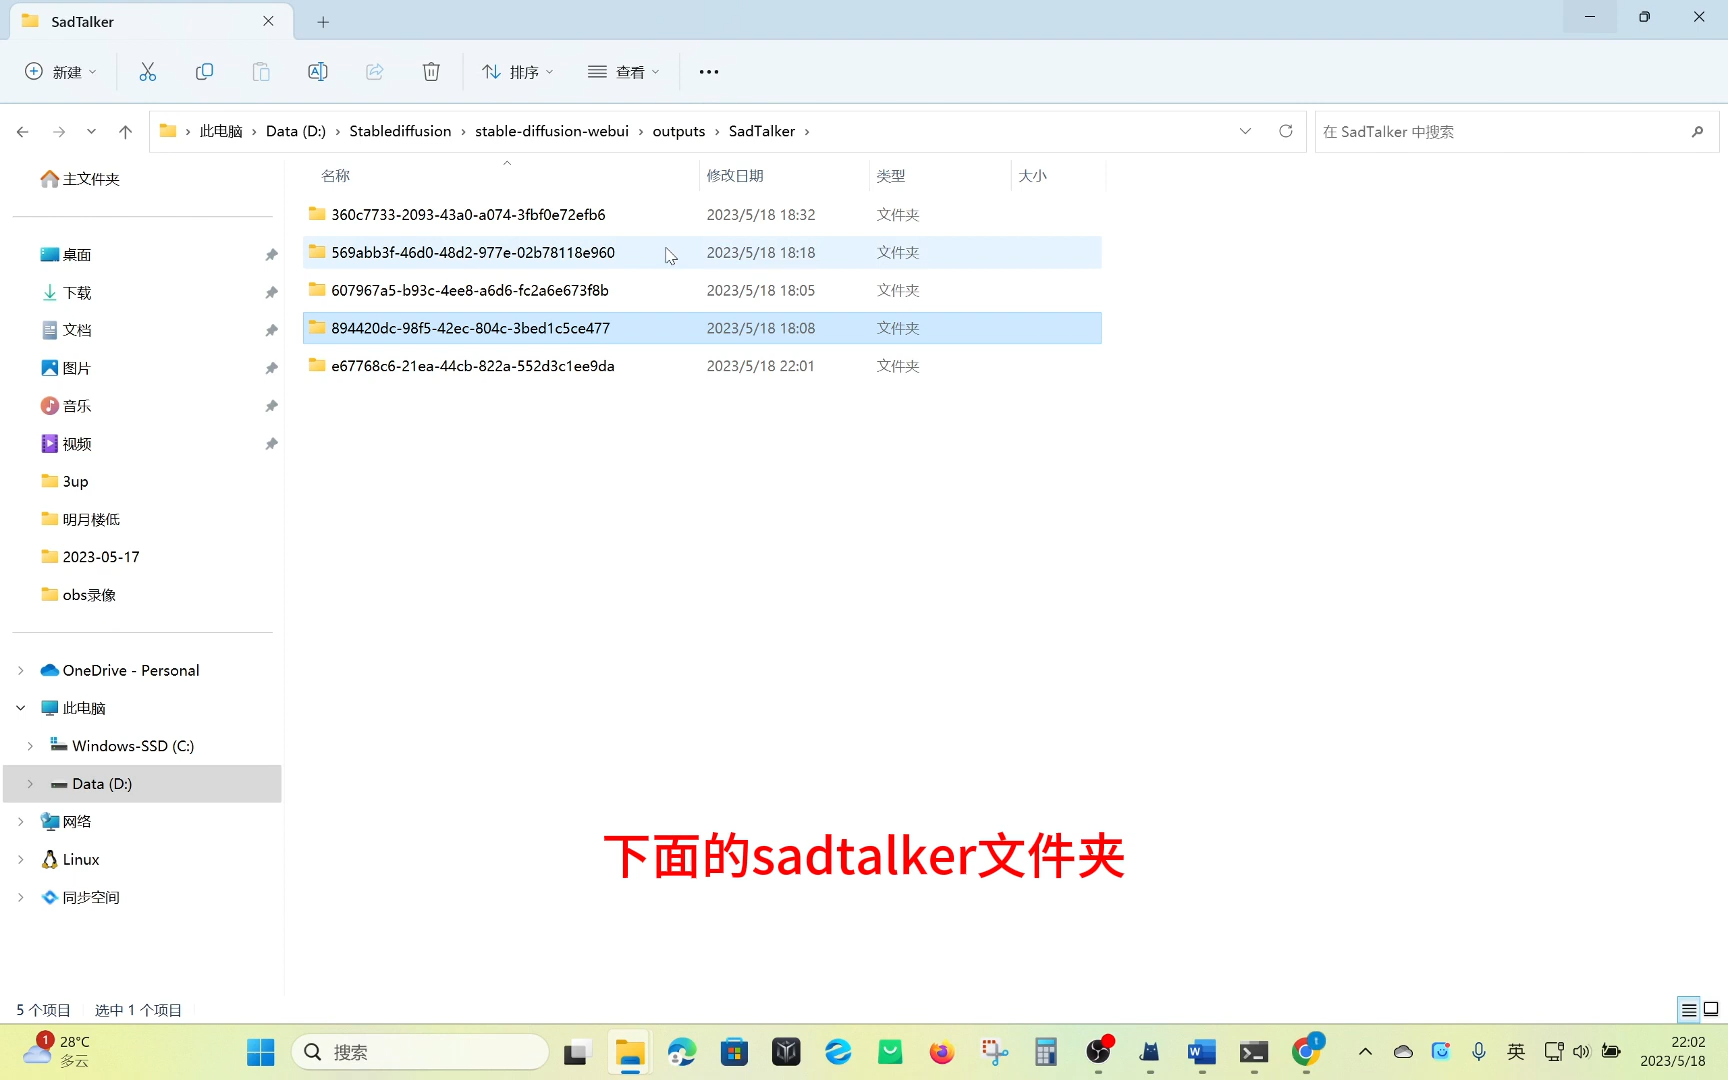 SadTalker
新建
排序
查看
此电脑 Data (D:) Stablediffusion stable-diffusion-webui outputs SadTalker
在 SadTalker 中搜索
主文件夹
桌面
下载
文档
图片
音乐
视频
3up
明月楼低
2023-05-17
obs录像
OneDrive - Personal
此电脑
Windows-SSD (C:)
Data (D:)
网络
Linux
同步空间
名称 修改日期 类型 大小
360c7733-2093-43a0-a074-3fbf0e72efb6 2023/5/18 18:32 文件夹
569abb3f-46d0-48d2-977e-02b78118e960 2023/5/18 18:18 文件夹
607967a5-b93c-4ee8-a6d6-fc2a6e673f8b 2023/5/18 18:05 文件夹
894420dc-98f5-42ec-804c-3bed1c5ce477 2023/5/18 18:08 文件夹
e67768c6-21ea-44cb-822a-552d3c1ee9da 2023/5/18 22:01 文件夹
下面的sadtalker文件夹
5 个项目 选中 1 个项目
1
28°C
多云
搜索
英
22:02
2023/5/18